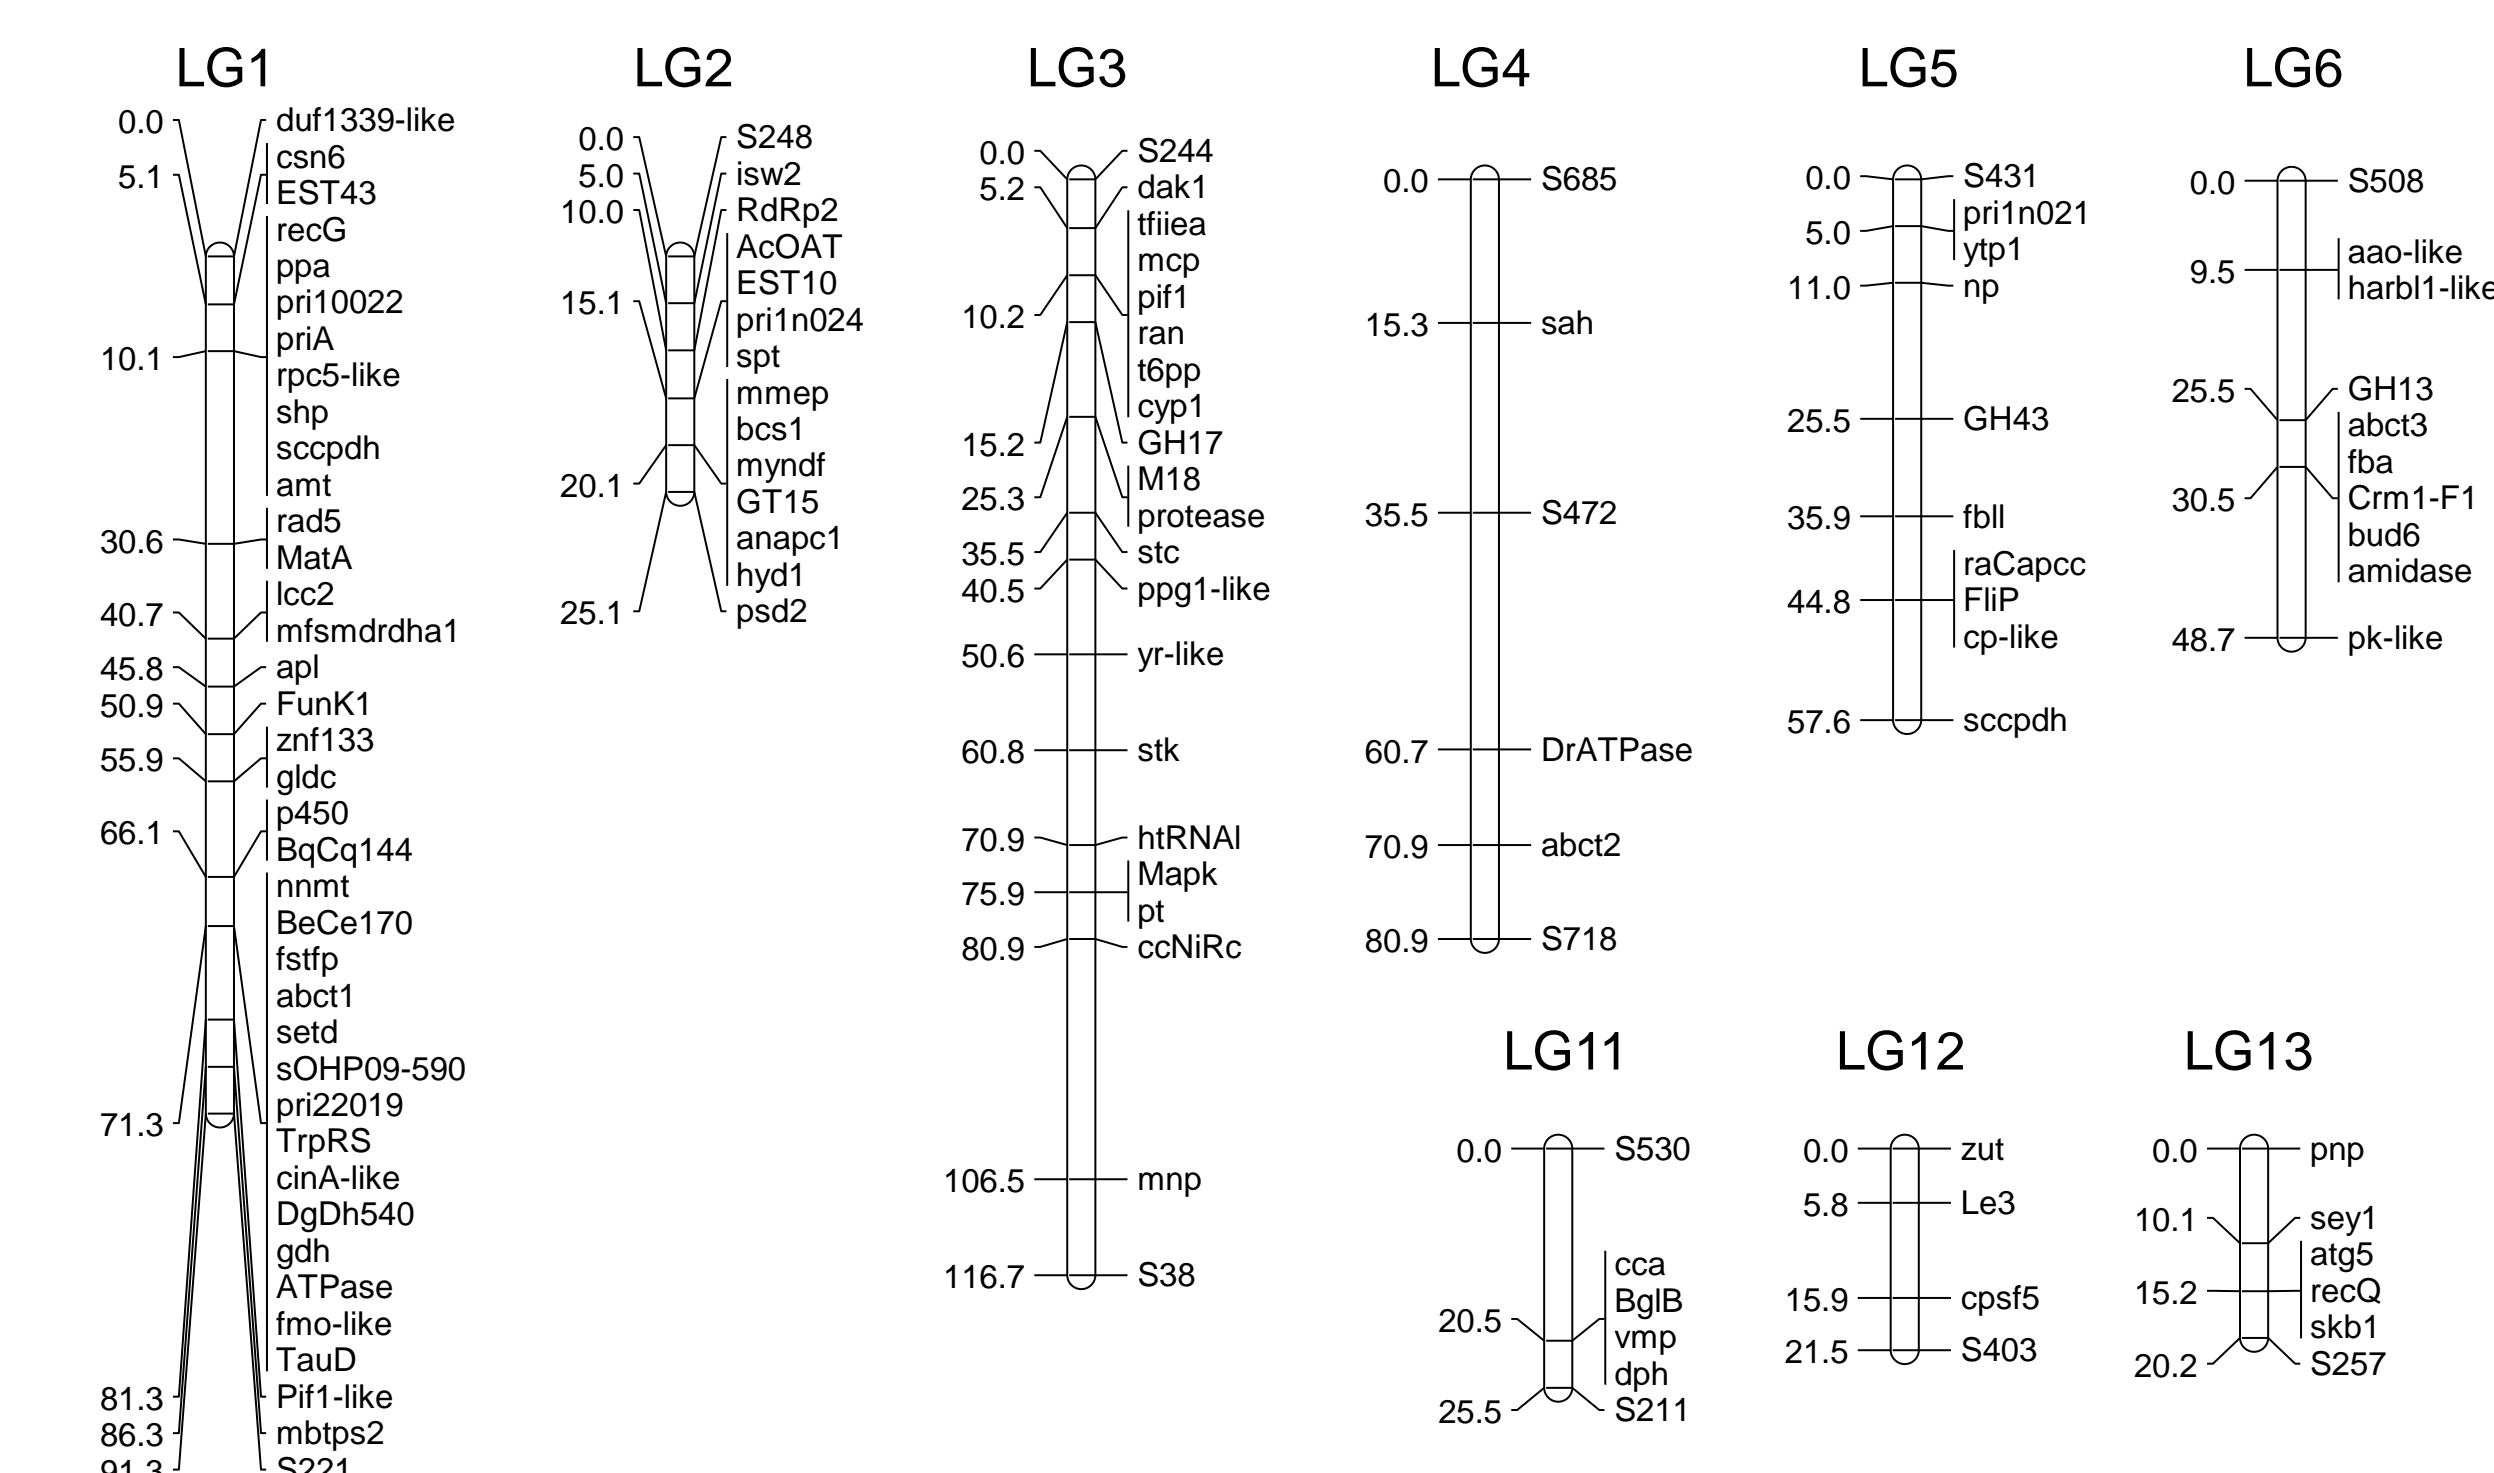 LG1
0.0 duf1339-like
csn6
5.1
EST43
recG
ppa
pri10022
priA
10.1
rpc5-like
shp
sccpdh
amt
rad5
30.6
MatA
lcc2
40.7
mfsmdrdha1
45.8 apl
50.9 FunK1
znf133
55.9
gldc
p450
66.1
BqCq144
nnmt
BeCe170
fstfp
abct1
setd
sOHP09-590
pri22019
71.3
TrpRS
cinA-like
DgDh540
gdh
ATPase
fmo-like
TauD
81.3 Pif1-like
86.3 mbtps2
91.3 S221
LG2
0.0 S248
5.0 isw2
10.0 RdRp2
AcOAT
EST10
15.1
pri1n024
spt
mmep
bcs1
myndf
20.1
GT15
anapc1
hyd1
25.1 psd2
LG3
0.0 S244
5.2 dak1
tfiiea
mcp
pif1
10.2
ran
t6pp
cyp1
15.2 GH17
M18
25.3
protease
35.5 stc
40.5 ppg1-like
50.6 yr-like
60.8 stk
70.9 htRNAl
Mapk
75.9
pt
80.9 ccNiRc
106.5 mnp
116.7 S38
LG4
0.0 S685
15.3 sah
35.5 S472
60.7 DrATPase
70.9 abct2
80.9 S718
LG5
0.0 S431
pri1n021
5.0
ytp1
11.0 np
25.5 GH43
35.9 fbll
raCapcc
44.8 FliP
cp-like
57.6 sccpdh
LG6
0.0 S508
aao-like
9.5
harbl1-like
25.5 GH13
abct3
fba
30.5 Crm1-F1
bud6
amidase
48.7 pk-like
LG11
0.0 S530
cca
BglB
20.5
vmp
dph
25.5 S211
LG12
0.0 zut
5.8 Le3
15.9 cpsf5
21.5 S403
LG13
0.0 pnp
10.1 sey1
atg5
15.2 recQ
skb1
20.2 S257